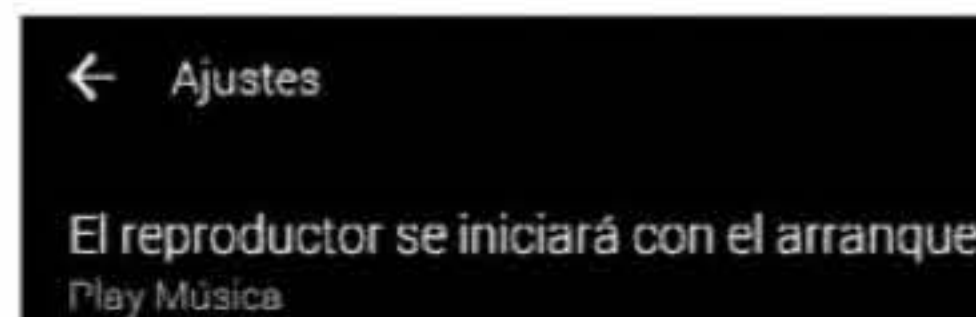 Ajustes
El reproductor se iniciará con el arranque
Play Música